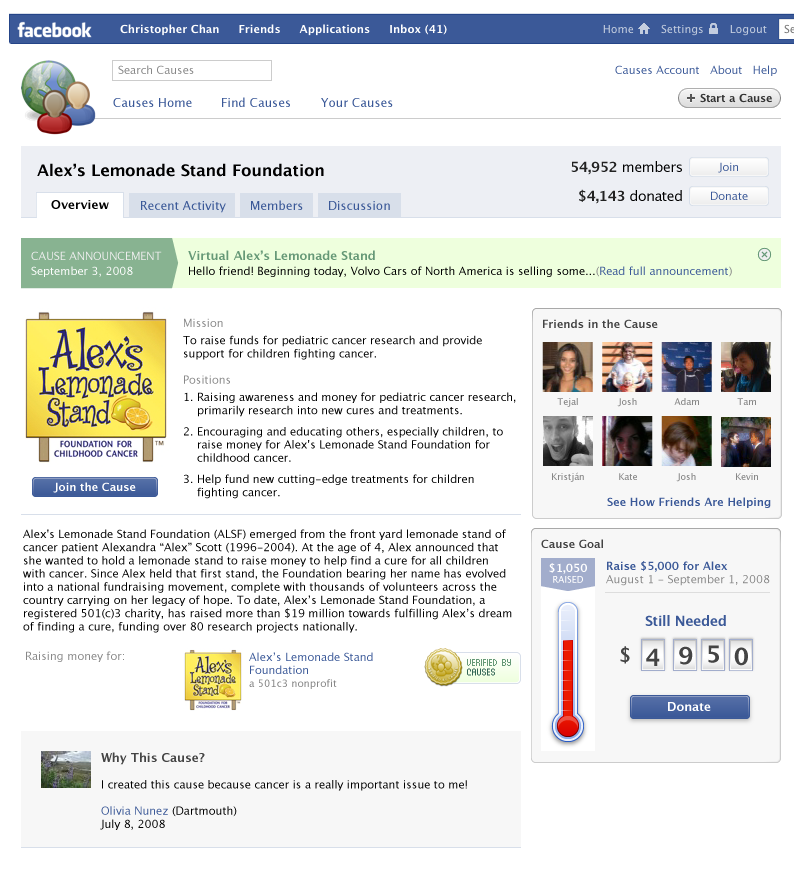 facebook
Christopher Chan Friends Applications Inbox (41)
Home Settings Logout Se
Search Causes
Causes Account About Help
Causes Home Find Causes Your Causes
+ Start a Cause
Alex's Lemonade Stand Foundation
54,952 members Join
$4,143 donated Donate
Overview Recent Activity Members Discussion
CAUSE ANNOUNCEMENT
September 3, 2008
Virtual Alex's Lemonade Stand
Hello friend! Beginning today, Volvo Cars of North America is selling some...(Read full announcement)
Alex's
Lemonade
Stand
FOUNDATION FOR
CHILDHOOD CANCER
TM
Join the Cause
Mission
To raise funds for pediatric cancer research and provide
support for children fighting cancer.
Positions
1. Raising awareness and money for pediatric cancer research,
primarily research into new cures and treatments.
2. Encouraging and educating others, especially children, to
raise money for Alex's Lemonade Stand Foundation for
childhood cancer.
3. Help fund new cutting-edge treatments for children
fighting cancer.
Friends in the Cause
Tejal Josh Adam Tam
Kristján Kate Josh Kevin
See How Friends Are Helping
Alex's Lemonade Stand Foundation (ALSF) emerged from the front yard lemonade stand of
cancer patient Alexandra “Alex” Scott (1996–2004). At the age of 4, Alex announced that
she wanted to hold a lemonade stand to raise money to help find a cure for all children
with cancer. Since Alex held that first stand, the Foundation bearing her name has evolved
into a national fundraising movement, complete with thousands of volunteers across the
country carrying on her legacy of hope. To date, Alex's Lemonade Stand Foundation, a
registered 501(c)3 charity, has raised more than $19 million towards fulfilling Alex's dream
of finding a cure, funding over 80 research projects nationally.
Raising money for:
Alex's
Lemonade
Stand
FOUNDATION FOR
CHILDHOOD CANCER
Alex's Lemonade Stand
Foundation
a 501c3 nonprofit
VERIFIED BY
CAUSES
Cause Goal
$1,050
RAISED
Raise $5,000 for Alex
August 1 – September 1, 2008
Still Needed
$ 4 9 5 0
Donate
Why This Cause?
I created this cause because cancer is a really important issue to me!
Olivia Nunez (Dartmouth)
July 8, 2008